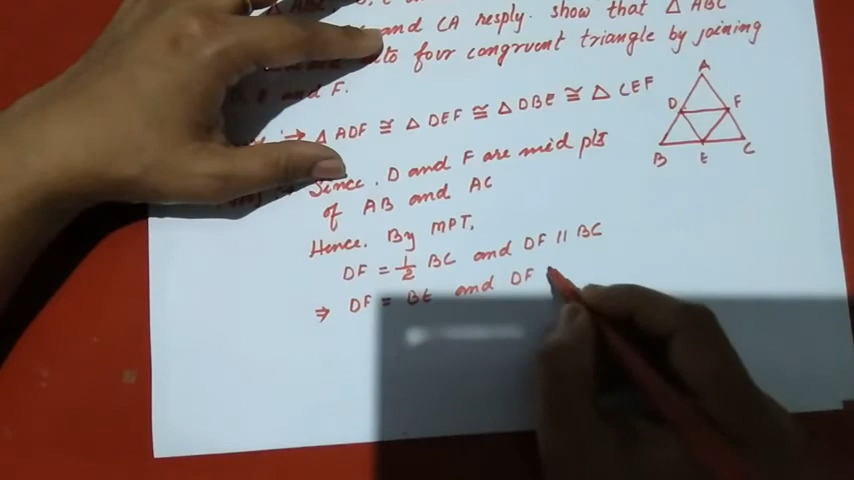 and CA resply. show that △ ABC
four congruent triangle by joining
and F.
⇒ △ ADF ≅ △ DEF ≅ △ DBE ≅ △ CEF
Since. D and F are mid pts
of AB and AC
Hence. By MPT.
DF = 1/2 BC and DF || BC
⇒ DF = BE and DF
A
D F
B E C